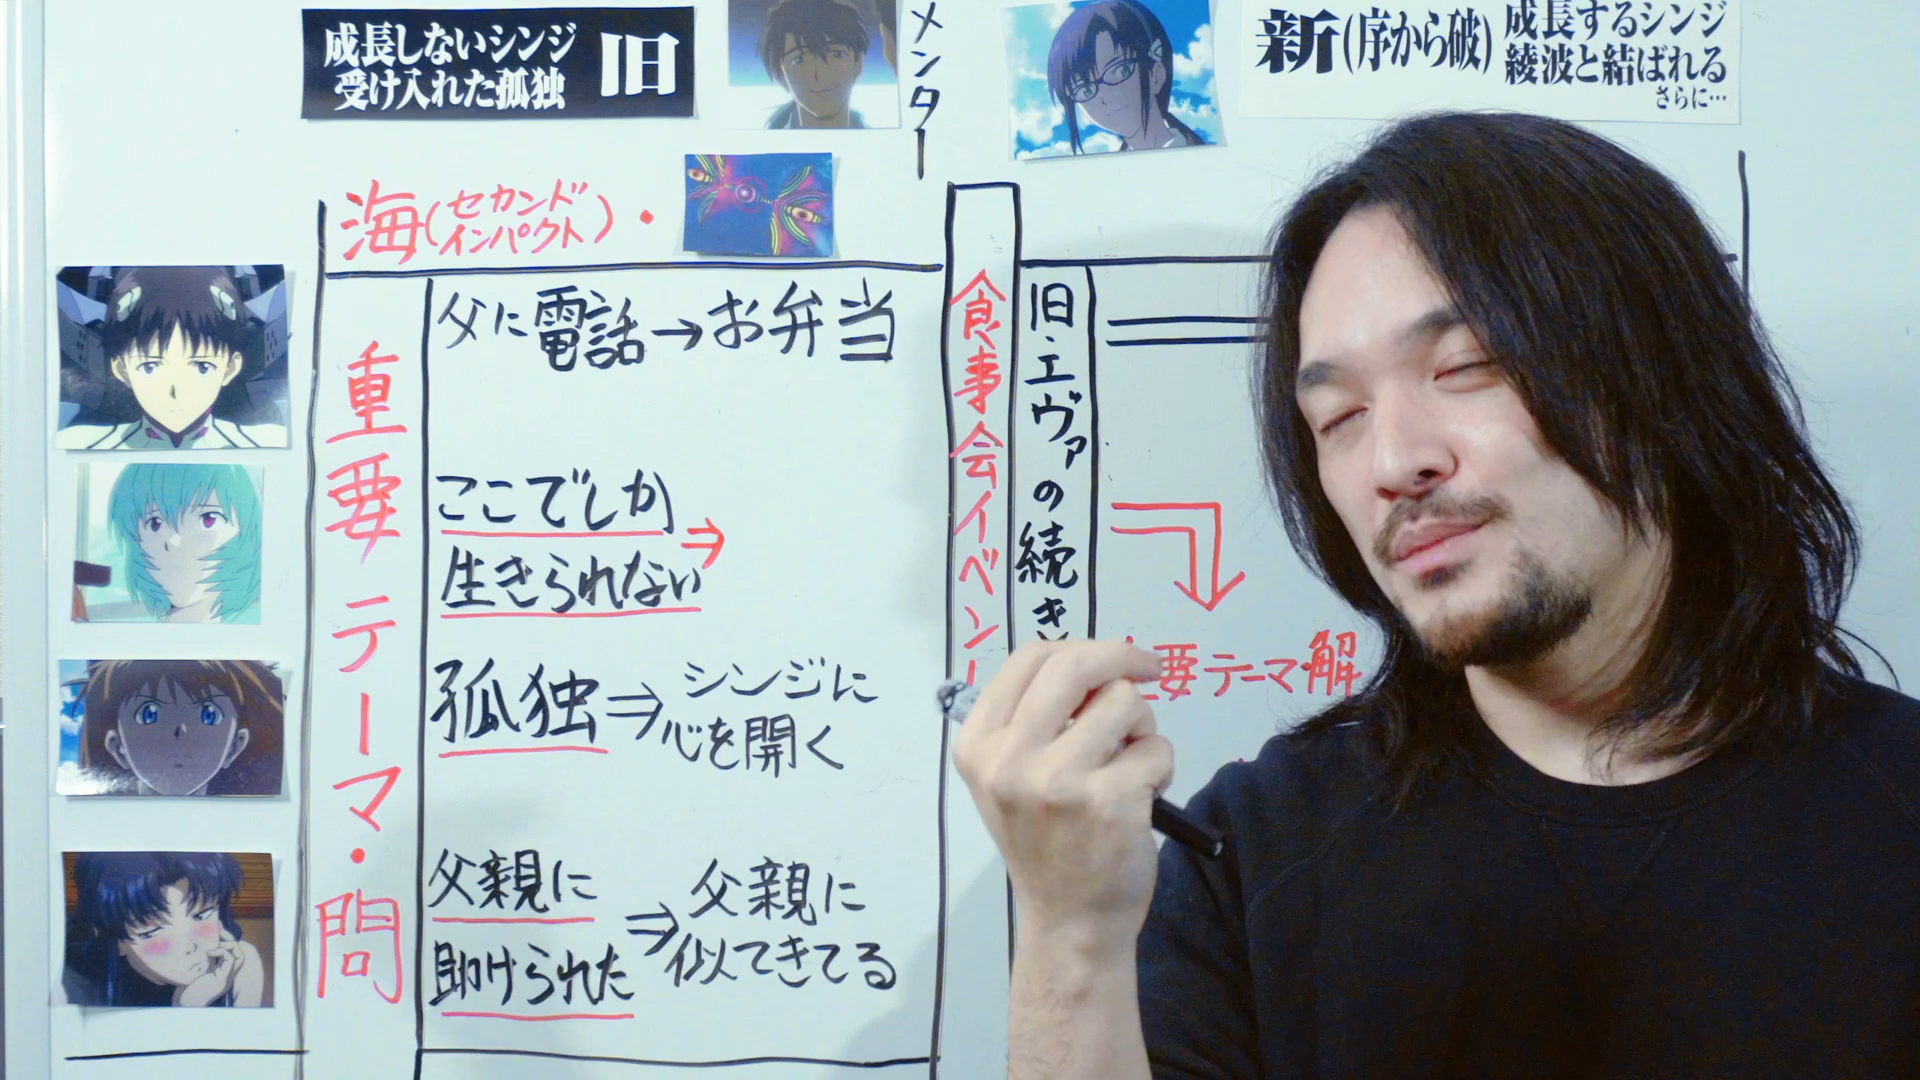 成長しないシンジ
受け入れた孤独
旧
メンター
新(序から破)
成長するシンジ
綾波と結ばれる
さらに…
海(セカンド
インパクト)・
重要テーマ・問
父に電話→お弁当
ここでしか
生きられない⇒
孤独⇒シンジに
心を開く
父親に
助けられた
⇒父親に
似てきてる
食事会イベント
旧・エヴァの続き
要テーマ・解